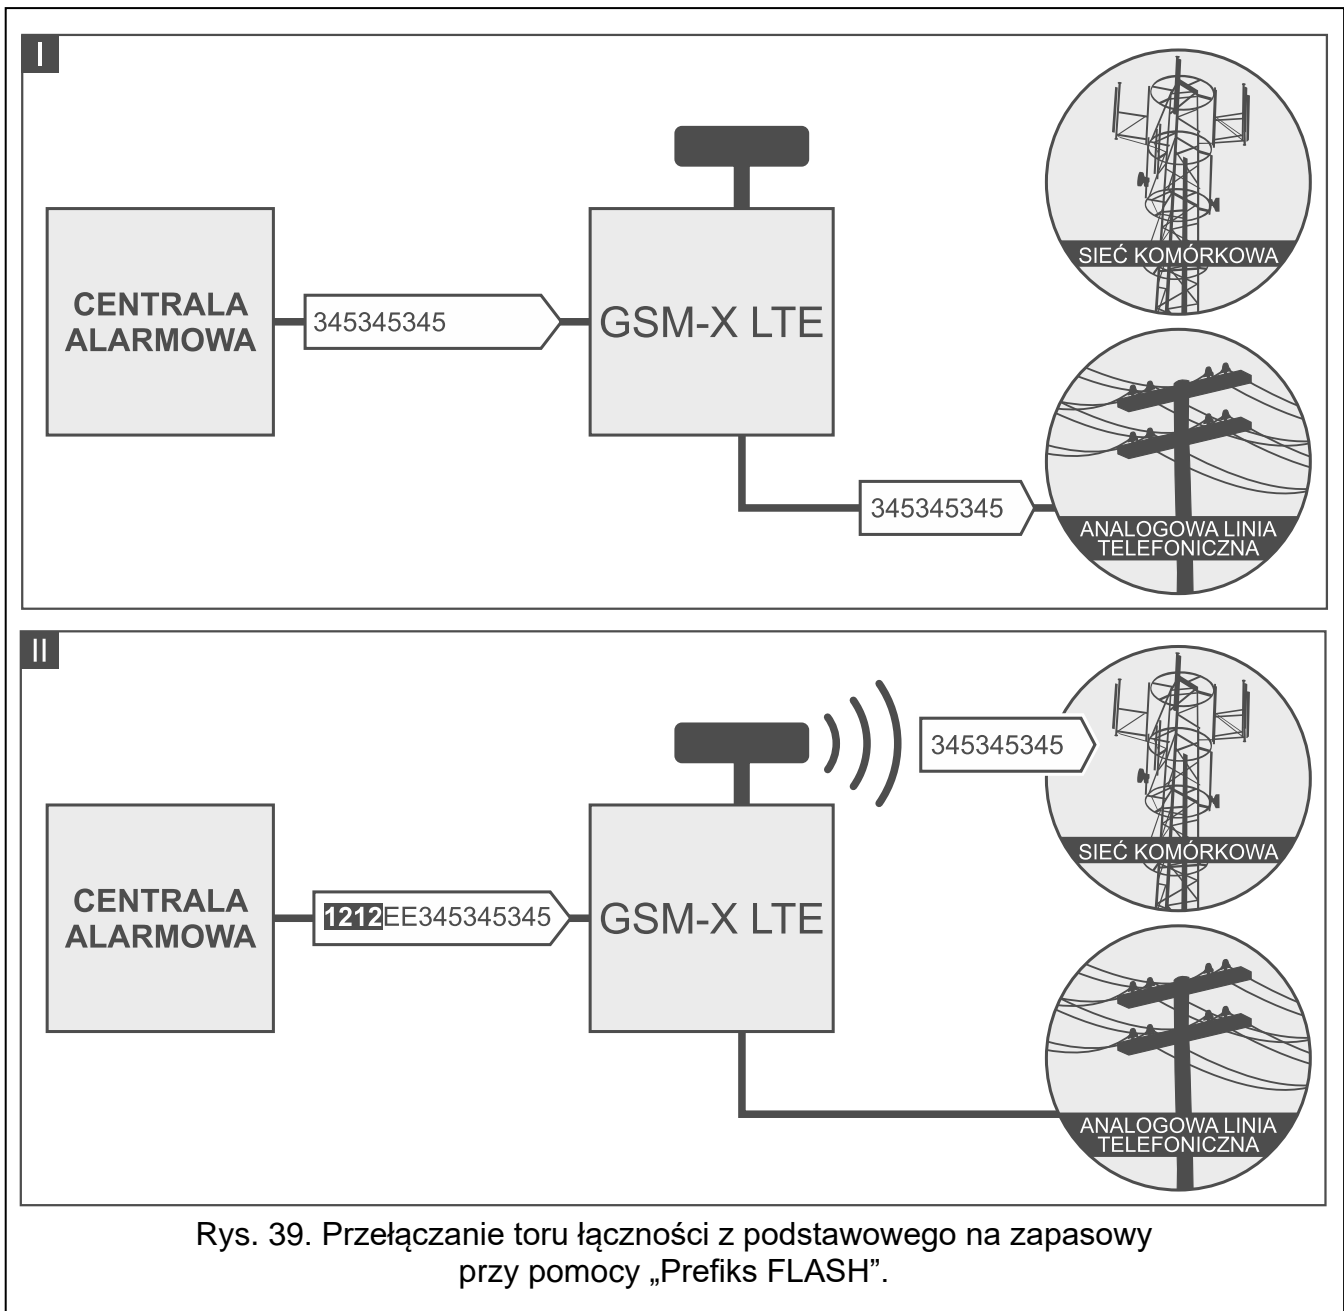 I
SIEĆ KOMÓRKOWA
CENTRALA
ALARMOWA
345345345
GSM-X LTE
345345345
ANALOGOWA LINIA
TELEFONICZNA
II
345345345
SIEĆ KOMÓRKOWA
CENTRALA
ALARMOWA
1212EE345345345
GSM-X LTE
ANALOGOWA LINIA
TELEFONICZNA
Rys. 39. Przełączanie toru łączności z podstawowego na zapasowy
przy pomocy „Prefiks FLASH”.